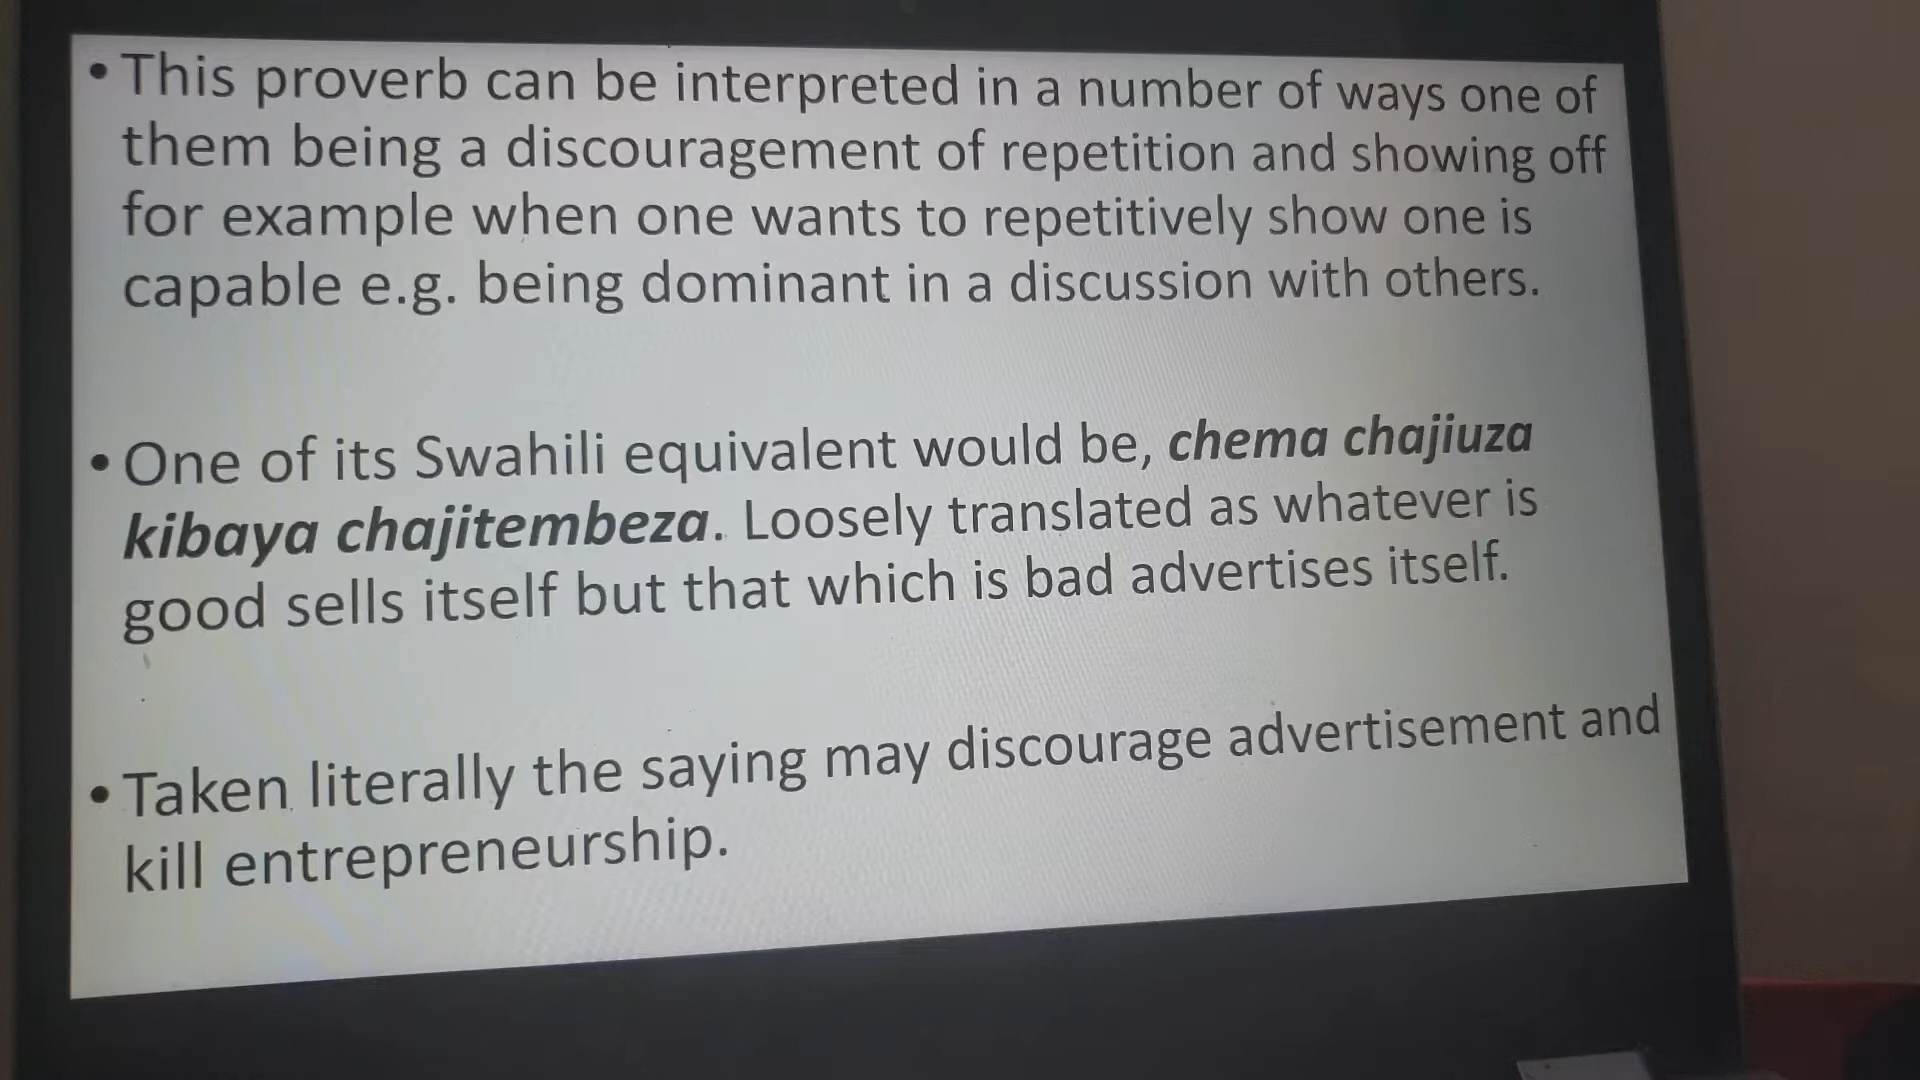 • This proverb can be interpreted in a number of ways one of
them being a discouragement of repetition and showing off
for example when one wants to repetitively show one is
capable e.g. being dominant in a discussion with others.
• One of its Swahili equivalent would be, chema chajiuza
kibaya chajitembeza. Loosely translated as whatever is
good sells itself but that which is bad advertises itself.
• Taken literally the saying may discourage advertisement and
kill entrepreneurship.